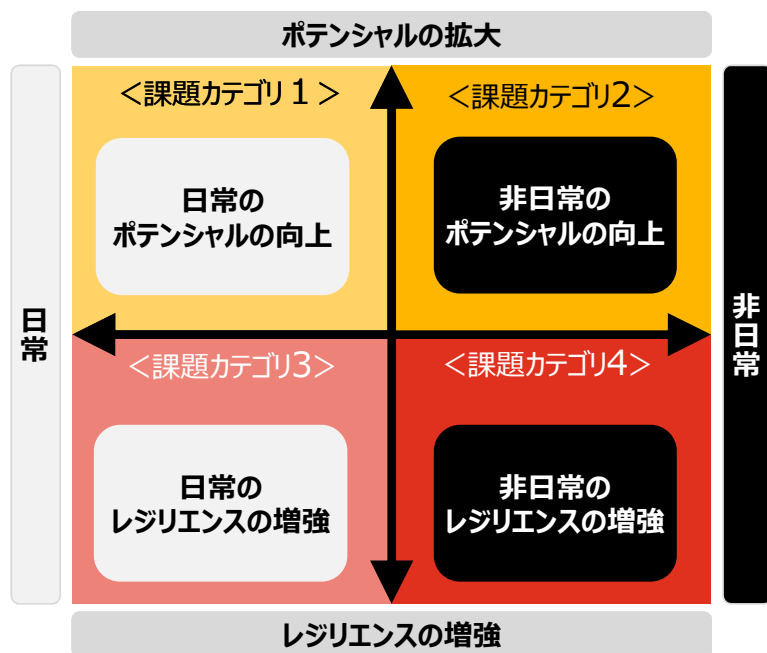 ポテンシャルの拡大
＜課題カテゴリ１＞
＜課題カテゴリ2＞
日常の
ポテンシャルの向上
非日常の
ポテンシャルの向上
日常
非日常
＜課題カテゴリ3＞
＜課題カテゴリ4＞
日常の
レジリエンスの増強
非日常の
レジリエンスの増強
レジリエンスの増強